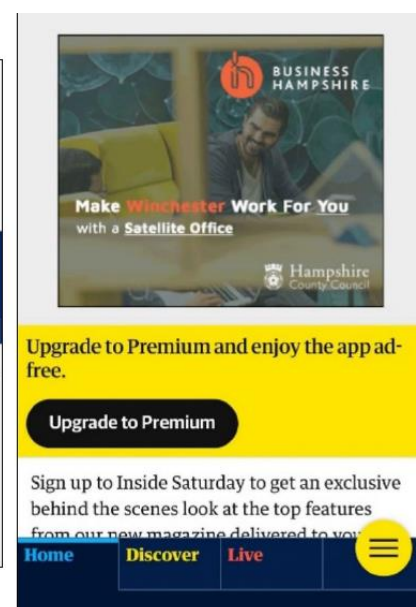 BUSINESS
HAMPSHIRE
Make Winchester Work For You
with a Satellite Office
Hampshire
County Council
Upgrade to Premium and enjoy the app ad-
free.
Upgrade to Premium
Sign up to Inside Saturday to get an exclusive
behind the scenes look at the top features
from our new magazine delivered to
Home Discover Live